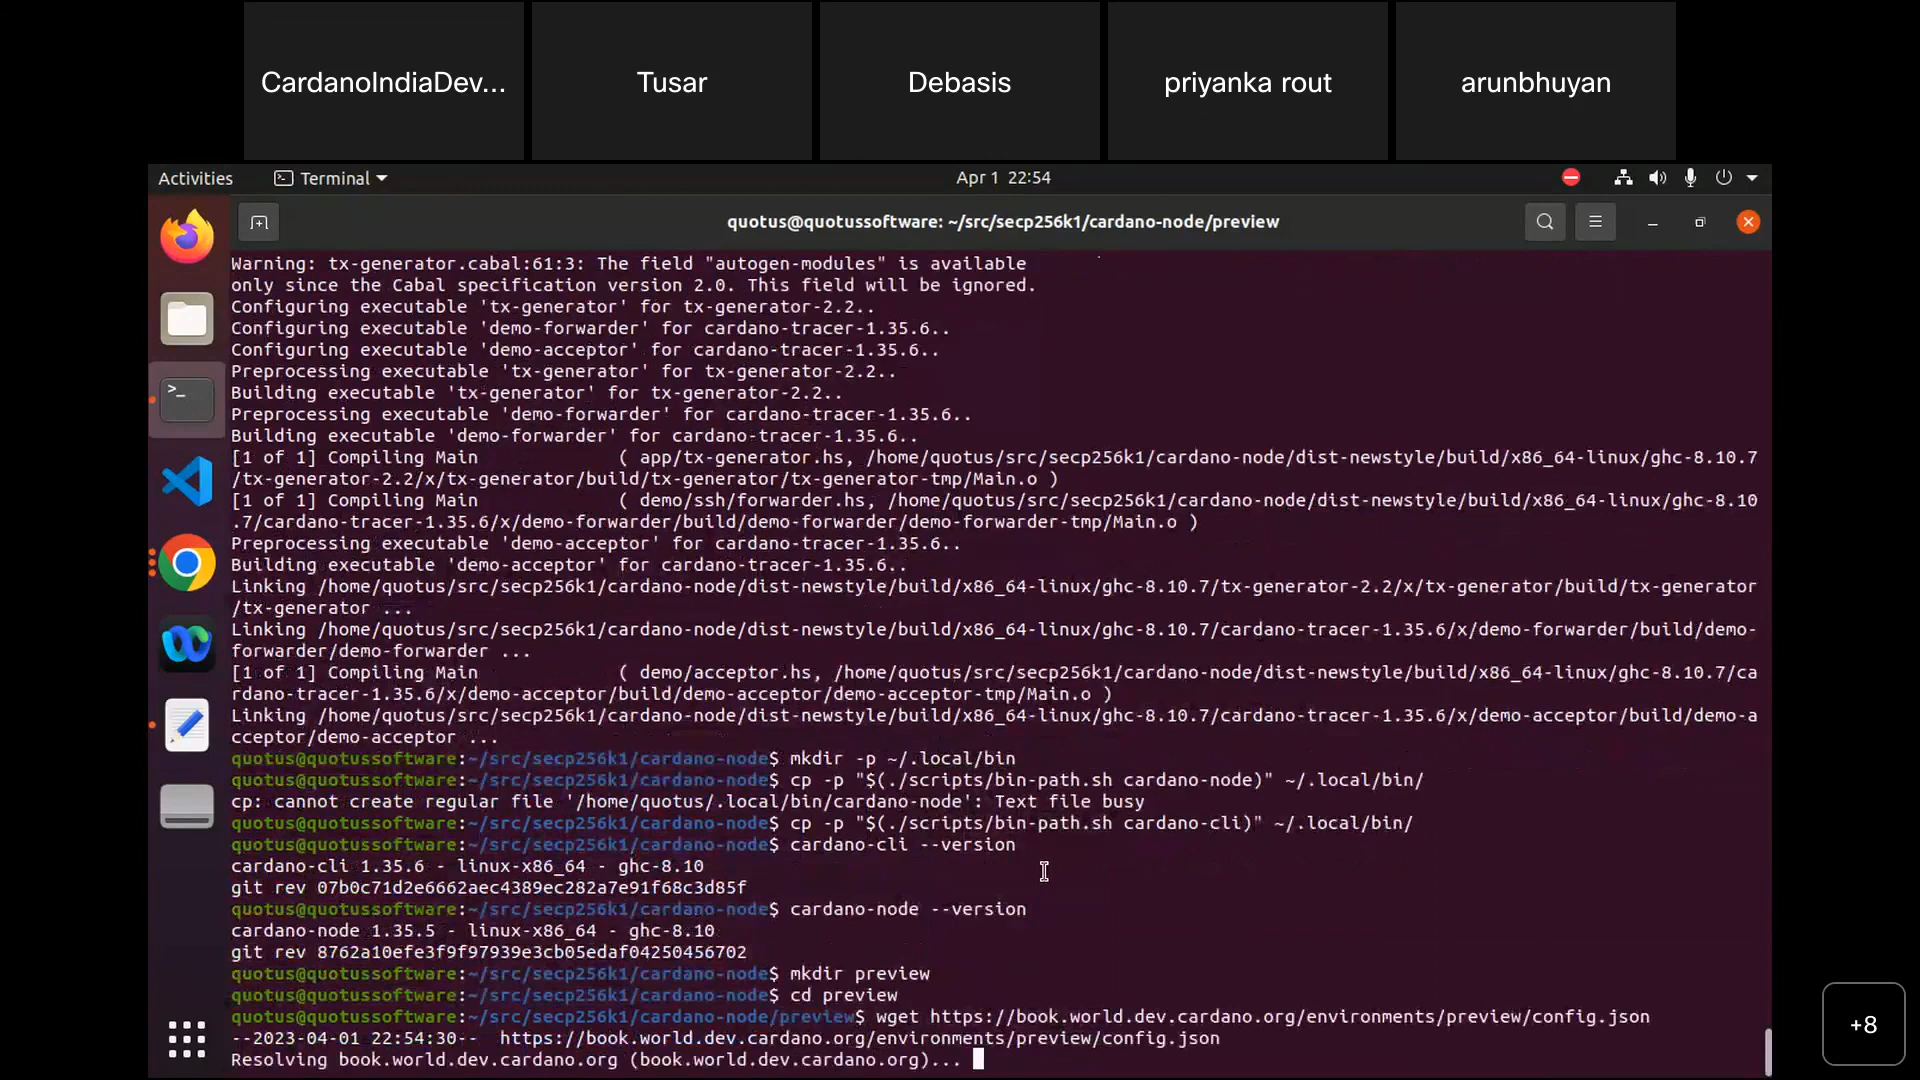 CardanoIndiaDev...
Tusar
Debasis
priyanka rout
arunbhuyan
Activities
Terminal
Apr 1 22:54
quotus@quotussoftware: ~/src/secp256k1/cardano-node/preview
Warning: tx-generator.cabal:61:3: The field "autogen-modules" is available
only since the Cabal specification version 2.0. This field will be ignored.
Configuring executable 'tx-generator' for tx-generator-2.2..
Configuring executable 'demo-forwarder' for cardano-tracer-1.35.6..
Configuring executable 'demo-acceptor' for cardano-tracer-1.35.6..
Preprocessing executable 'tx-generator' for tx-generator-2.2..
Building executable 'tx-generator' for tx-generator-2.2..
Preprocessing executable 'demo-forwarder' for cardano-tracer-1.35.6..
Building executable 'demo-forwarder' for cardano-tracer-1.35.6..
[1 of 1] Compiling Main             ( app/tx-generator.hs, /home/quotus/src/secp256k1/cardano-node/dist-newstyle/build/x86_64-linux/ghc-8.10.7
/tx-generator-2.2/x/tx-generator/build/tx-generator/tx-generator-tmp/Main.o )
[1 of 1] Compiling Main             ( demo/ssh/forwarder.hs, /home/quotus/src/secp256k1/cardano-node/dist-newstyle/build/x86_64-linux/ghc-8.10
.7/cardano-tracer-1.35.6/x/demo-forwarder/build/demo-forwarder/demo-forwarder-tmp/Main.o )
Preprocessing executable 'demo-acceptor' for cardano-tracer-1.35.6..
Building executable 'demo-acceptor' for cardano-tracer-1.35.6..
Linking /home/quotus/src/secp256k1/cardano-node/dist-newstyle/build/x86_64-linux/ghc-8.10.7/tx-generator-2.2/x/tx-generator/build/tx-generator
/tx-generator ...
Linking /home/quotus/src/secp256k1/cardano-node/dist-newstyle/build/x86_64-linux/ghc-8.10.7/cardano-tracer-1.35.6/x/demo-forwarder/build/demo-
forwarder/demo-forwarder ...
[1 of 1] Compiling Main             ( demo/acceptor.hs, /home/quotus/src/secp256k1/cardano-node/dist-newstyle/build/x86_64-linux/ghc-8.10.7/ca
rdano-tracer-1.35.6/x/demo-acceptor/build/demo-acceptor/demo-acceptor-tmp/Main.o )
Linking /home/quotus/src/secp256k1/cardano-node/dist-newstyle/build/x86_64-linux/ghc-8.10.7/cardano-tracer-1.35.6/x/demo-acceptor/build/demo-a
cceptor/demo-acceptor ...
quotus@quotussoftware:~/src/secp256k1/cardano-node$ mkdir -p ~/.local/bin
quotus@quotussoftware:~/src/secp256k1/cardano-node$ cp -p "$(./scripts/bin-path.sh cardano-node)" ~/.local/bin/
cp: cannot create regular file '/home/quotus/.local/bin/cardano-node': Text file busy
quotus@quotussoftware:~/src/secp256k1/cardano-node$ cp -p "$(./scripts/bin-path.sh cardano-cli)" ~/.local/bin/
quotus@quotussoftware:~/src/secp256k1/cardano-node$ cardano-cli --version
cardano-cli 1.35.6 - linux-x86_64 - ghc-8.10
git rev 07b0c71d2e6662aec4389ec282a7e91f68c3d85f
quotus@quotussoftware:~/src/secp256k1/cardano-node$ cardano-node --version
cardano-node 1.35.5 - linux-x86_64 - ghc-8.10
git rev 8762a10efe3f9f97939e3cb05edaf04250456702
quotus@quotussoftware:~/src/secp256k1/cardano-node$ mkdir preview
quotus@quotussoftware:~/src/secp256k1/cardano-node$ cd preview
quotus@quotussoftware:~/src/secp256k1/cardano-node/preview$ wget https://book.world.dev.cardano.org/environments/preview/config.json
--2023-04-01 22:54:30--  https://book.world.dev.cardano.org/environments/preview/config.json
Resolving book.world.dev.cardano.org (book.world.dev.cardano.org)...
+8